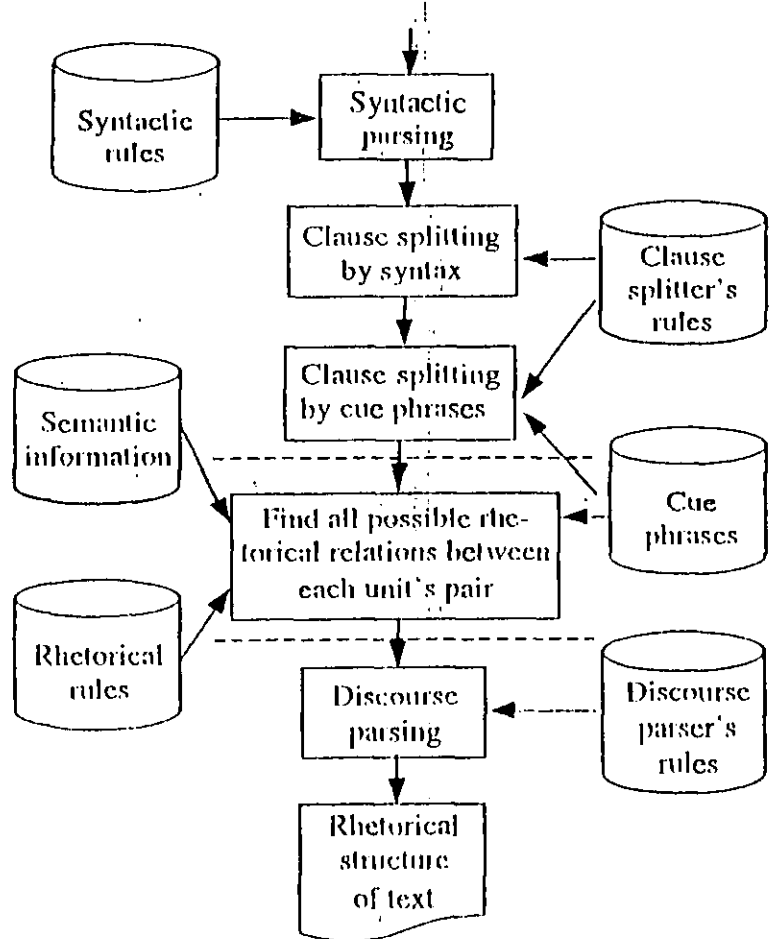 Syntactic
rules
Syntactic
parsing
Clause splitting
by syntax
Clause
splitter's
rules
Clause splitting
by cue phrases
Semantic
information
Cue
phrases
Find all possible rhe-
torical relations between
each unit's pair
Rhetorical
rules
Discourse
parsing
Discourse
parser's
rules
Rhetorical
structure
of text